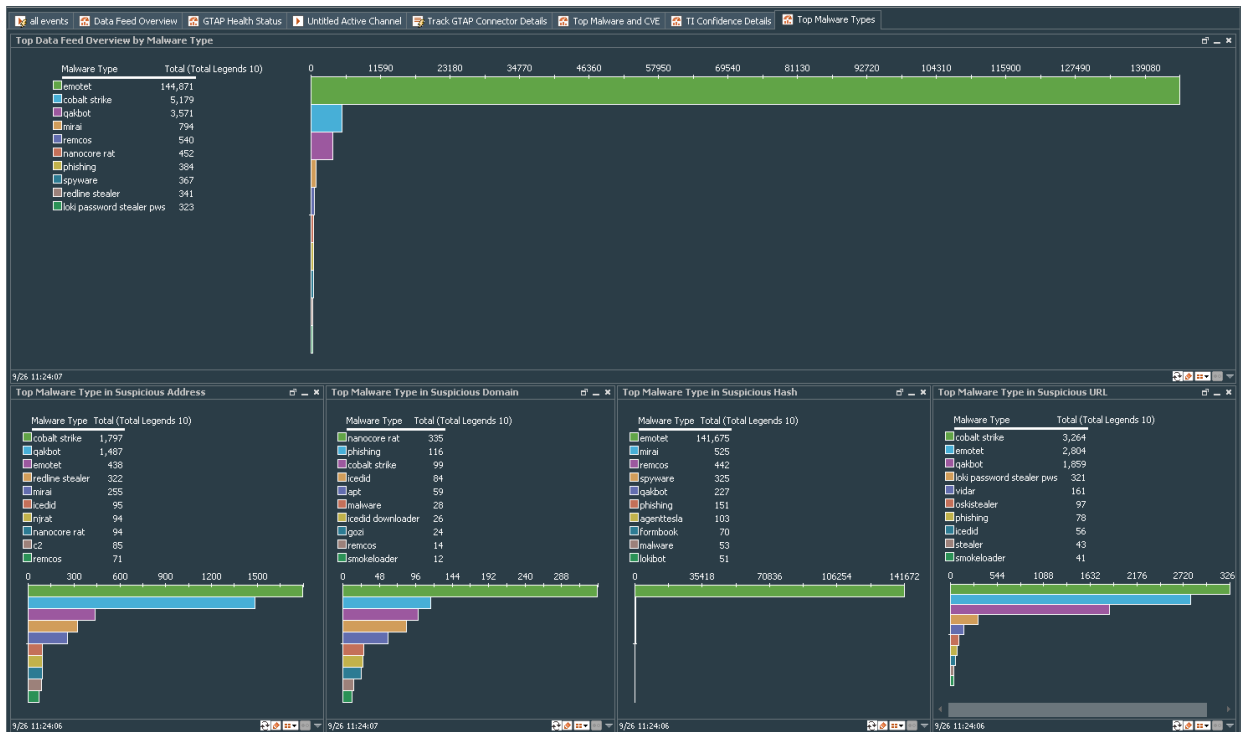 all events Data Feed Overview GTAP Health Status Untitled Active Channel Track GTAP Connector Details Top Malware and CVE TI Confidence Details Top Malware Types
Top Data Feed Overview by Malware Type
Malware Type Total (Total Legends 10)
emotet 144,871
cobalt strike 5,179
qakbot 3,571
mirai 794
remcos 540
nanocore rat 452
phishing 384
spyware 367
redline stealer 341
loki password stealer pws 323
0 11590 23180 34770 46360 57950 69540 81130 92720 104310 115900 127490 139080
9/26 11:24:07
Top Malware Type in Suspicious Address
Malware Type Total (Total Legends 10)
cobalt strike 1,797
qakbot 1,487
emotet 438
redline stealer 322
mirai 255
icedid 95
njrat 94
nanocore rat 94
c2 85
remcos 71
0 300 600 900 1200 1500
9/26 11:24:06
Top Malware Type in Suspicious Domain
Malware Type Total (Total Legends 10)
nanocore rat 335
phishing 116
cobalt strike 99
icedid 84
apt 59
malware 28
icedid downloader 26
gozi 24
remcos 14
smokeloader 12
0 48 96 144 192 240 288
9/26 11:24:07
Top Malware Type in Suspicious Hash
Malware Type Total (Total Legends 10)
emotet 141,675
mirai 525
remcos 442
spyware 325
qakbot 227
phishing 151
agenttesla 103
formbook 70
malware 53
lokibot 51
0 35418 70836 106254 141672
9/26 11:24:06
Top Malware Type in Suspicious URL
Malware Type Total (Total Legends 10)
cobalt strike 3,264
emotet 2,804
qakbot 1,859
loki password stealer pws 321
vidar 161
oskistealer 97
phishing 78
icedid 56
stealer 43
smokeloader 41
0 544 1088 1632 2176 2720 326
9/26 11:24:06